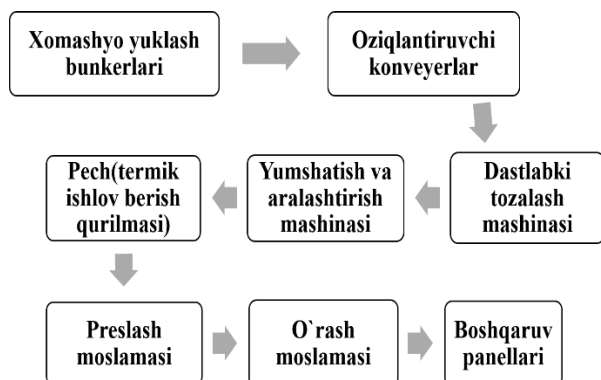 Xomashyo yuklash
bunkerlari
Oziqlantiruvchi
konveyerlar
Dastlabki
tozalash
mashinasi
Yumshatish va
aralashtirish
mashinasi
Pech(termik
ishlov berish
qurilmasi)
Preslash
moslamasi
O`rash
moslamasi
Boshqaruv
panellari